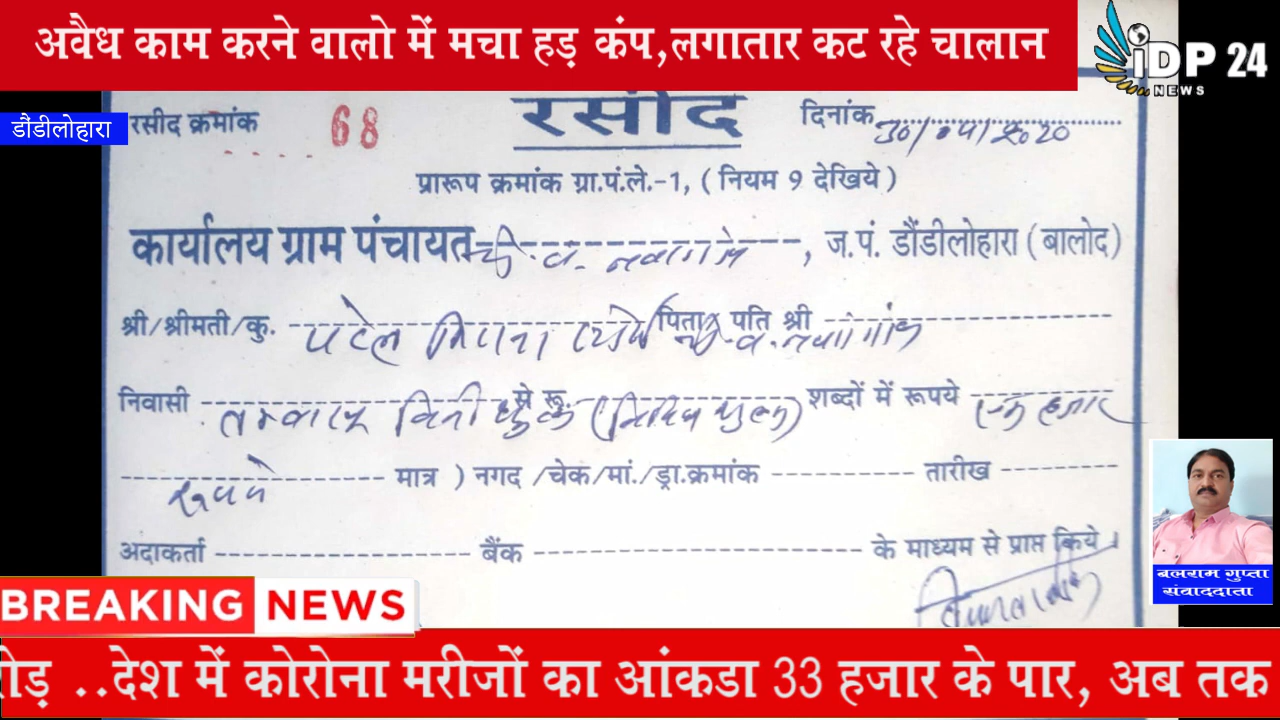 अवैध काम करने वालो में मचा हड़ कंप,लगातार कट रहे चालान
iDP 24
NEWS
डौंडीलोहारा
रसीद क्रमांक 68 रसीद दिनांक
प्रारूप क्रमांक ग्रा.पं.ले.-1, ( नियम 9 देखिये )
कार्यालय ग्राम पंचायत , ज.पं. डौंडीलोहारा ( बालोद )
श्री/श्रीमती/कु. पटेल पिता/पति श्री
निवासी से रू. शब्दों में रूपये एक हजार
रूपये मात्र ) नगद /चेक/मां./ड्रा.क्रमांक तारीख
अदाकर्ता बैंक के माध्यम से प्राप्त किये ।
बलराम गुप्ता
संवाददाता
BREAKING NEWS
ोड़ ..देश में कोरोना मरीजों का आंकडा 33 हजार के पार, अब तक